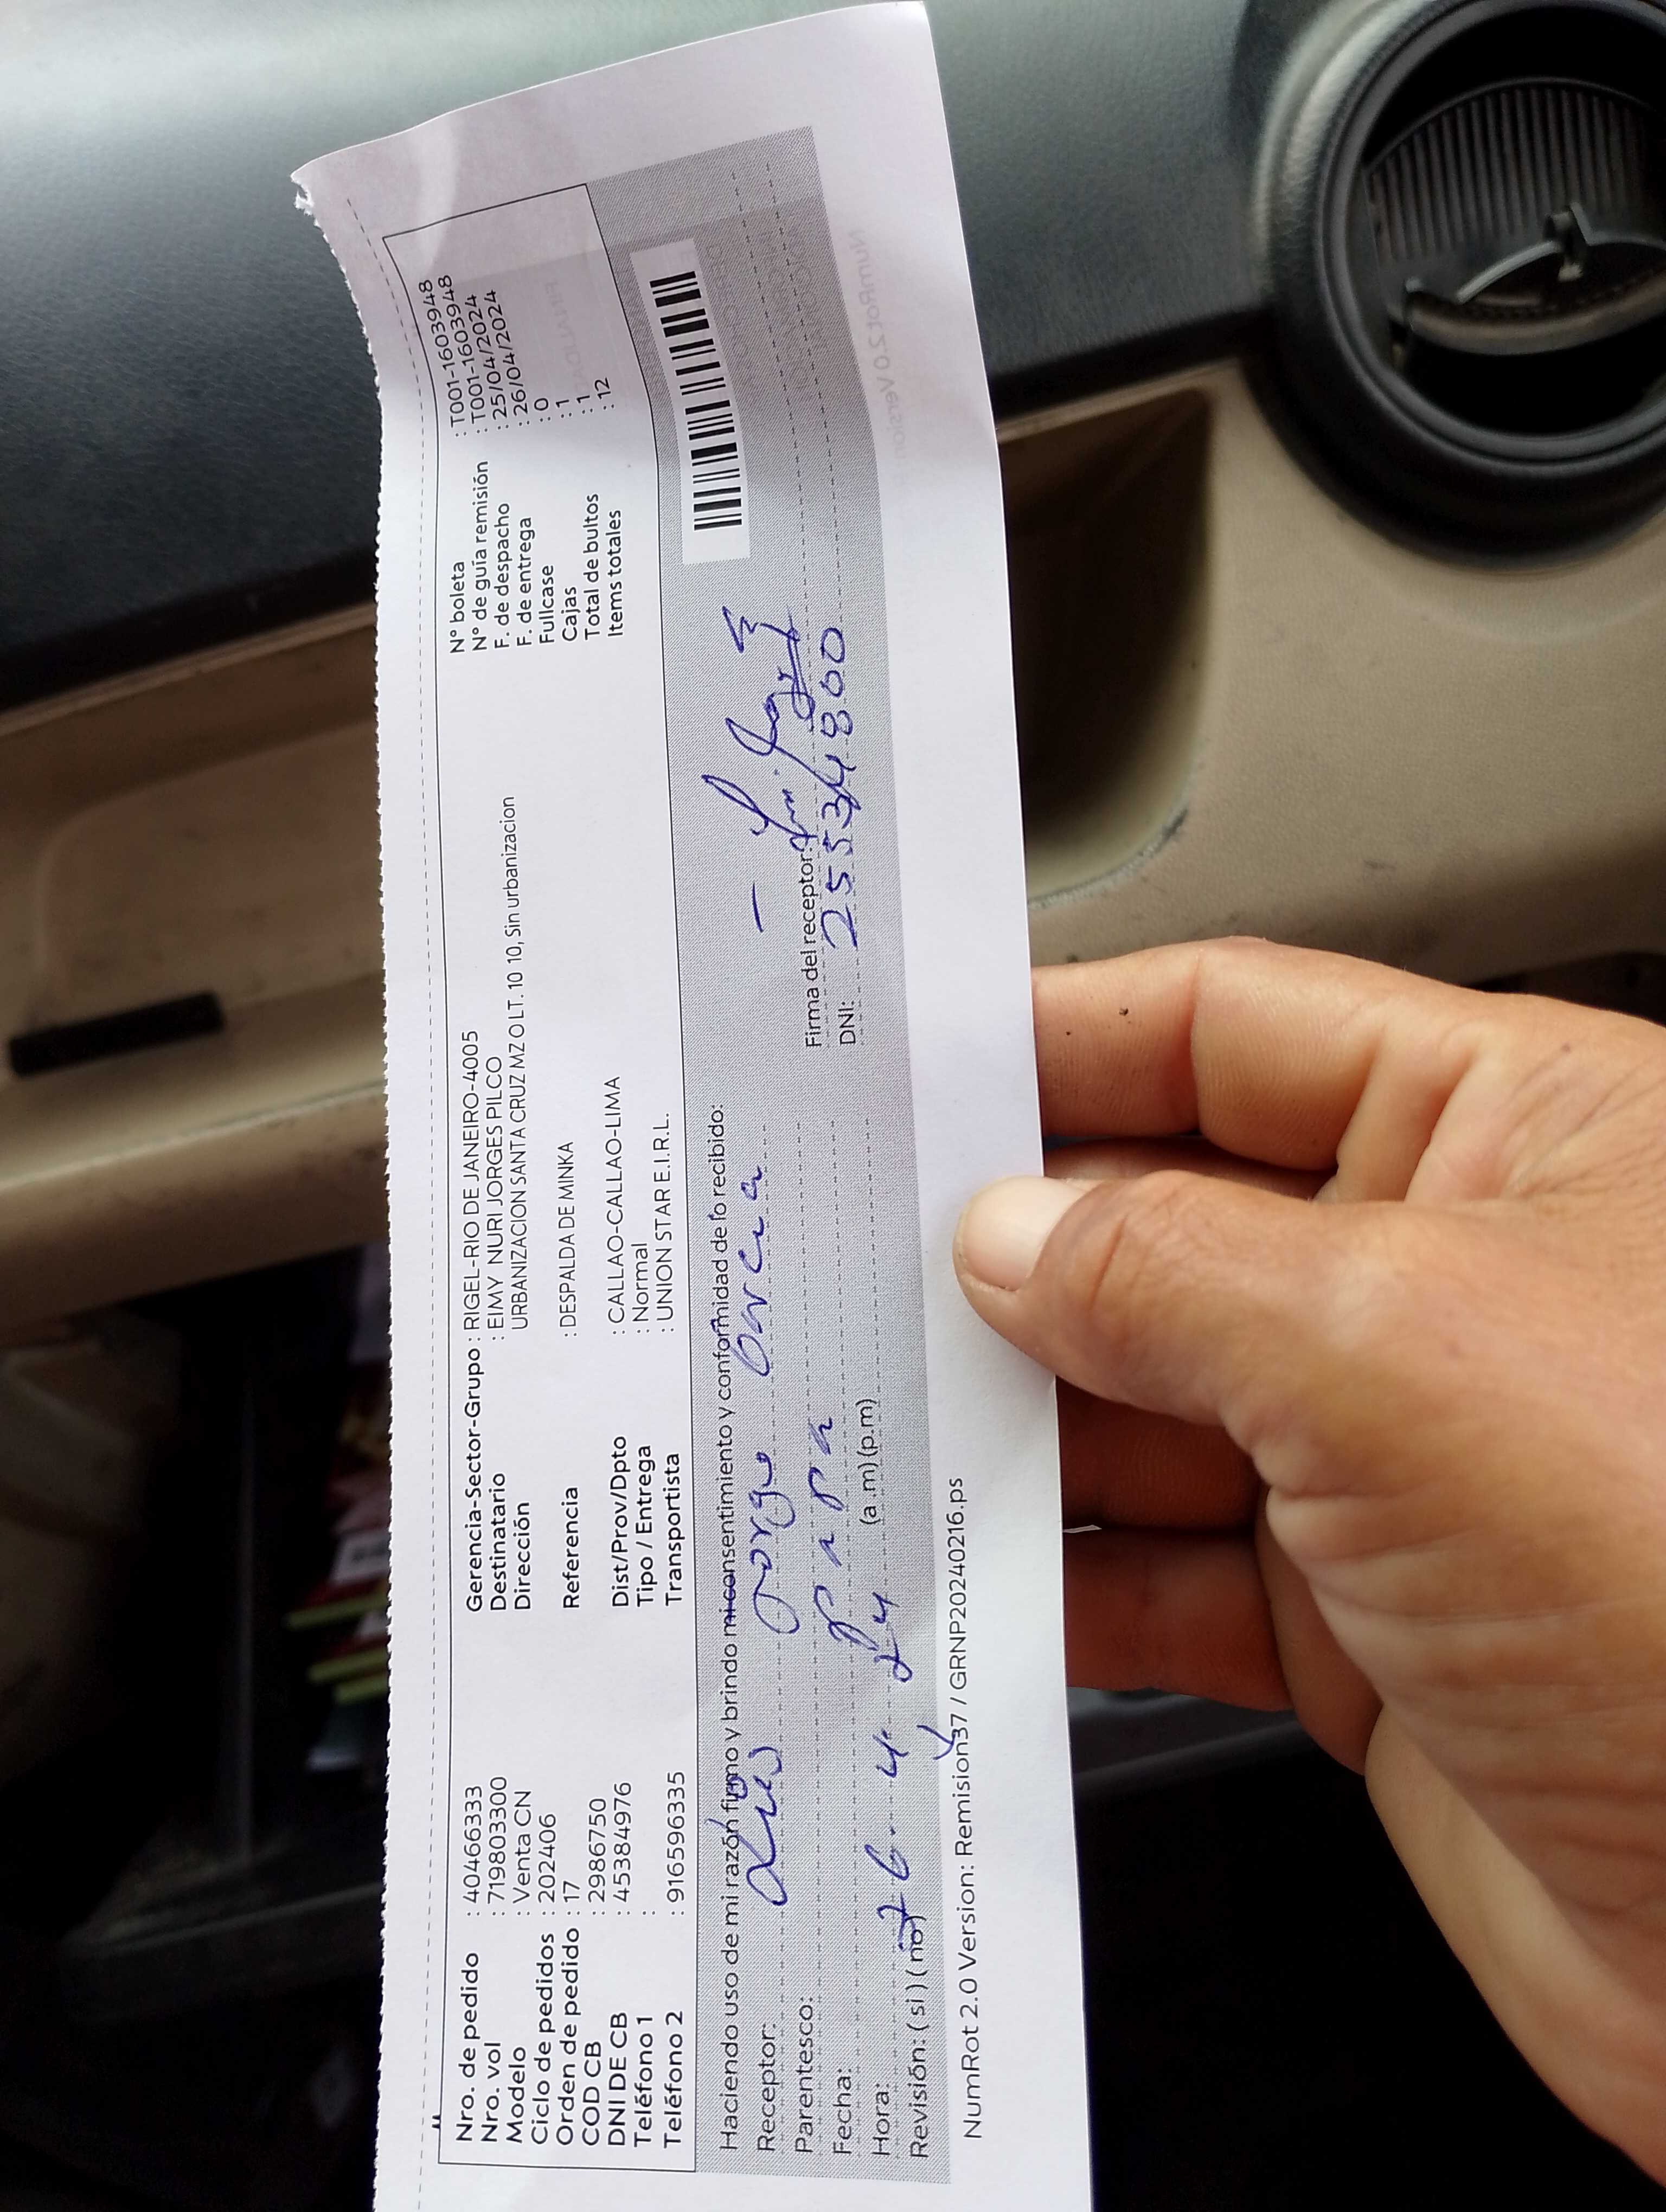 Nro. de pedido : 40466333
Nro. vol : 719803300
Modelo : Venta CN
Ciclo de pedidos : 202406
Orden de pedido : 17
COD CB : 29867​50
DNI DE CB : 45384976
Teléfono 1 :
Teléfono 2 : 916596335
Gerencia-Sector-Grupo : RIGEL-RIO DE JANEIRO-4005
Destinatario : EIMY NURI JORGES PILCO
Dirección URBANIZACION SANTA CRUZ MZ O LT. 10 10, Sin urbanizacion
Referencia : DESPALDA DE MINKA
Dist/Prov/Dpto : CALLAO-CALLAO-LIMA
Tipo / Entrega : Normal
Transportista : UNION STAR E.I.R.L.
N° boleta : T001-1603948
N° de guía remisión : T001-1603948
F. de despacho : 25/04/2024
F. de entrega : 26/04/2024
Fullcase : 0
Cajas : 1
Total de bultos : 1
Items totales : 12
Haciendo uso de mi razón firmo y brindo mi consentimiento y conformidad de lo recibido:
Receptor: Jorge
Parentesco: Papa
Fecha:
Hora: 26. 4. 24 (a .m) (p.m)
Revisión: ( si ) ( no )
Firma del receptor:
DNI: 25534800
NumRot 2.0 Version: Remision37 / GRNP20240216.ps